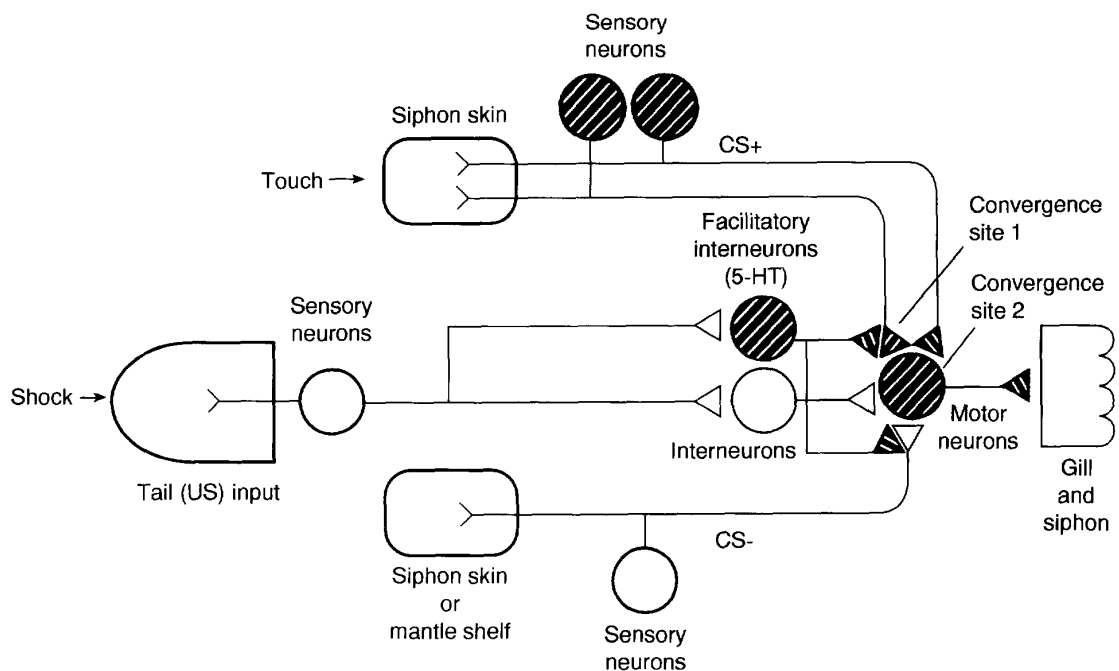 Sensory
neurons
Siphon skin
CS+
Touch
Convergence
site 1
Facilitatory
interneurons
(5-HT)
Convergence
site 2
Sensory
neurons
Shock
Interneurons
Motor
neurons
Tail (US) input
Gill
and
siphon
CS-
Siphon skin
or
mantle shelf
Sensory
neurons